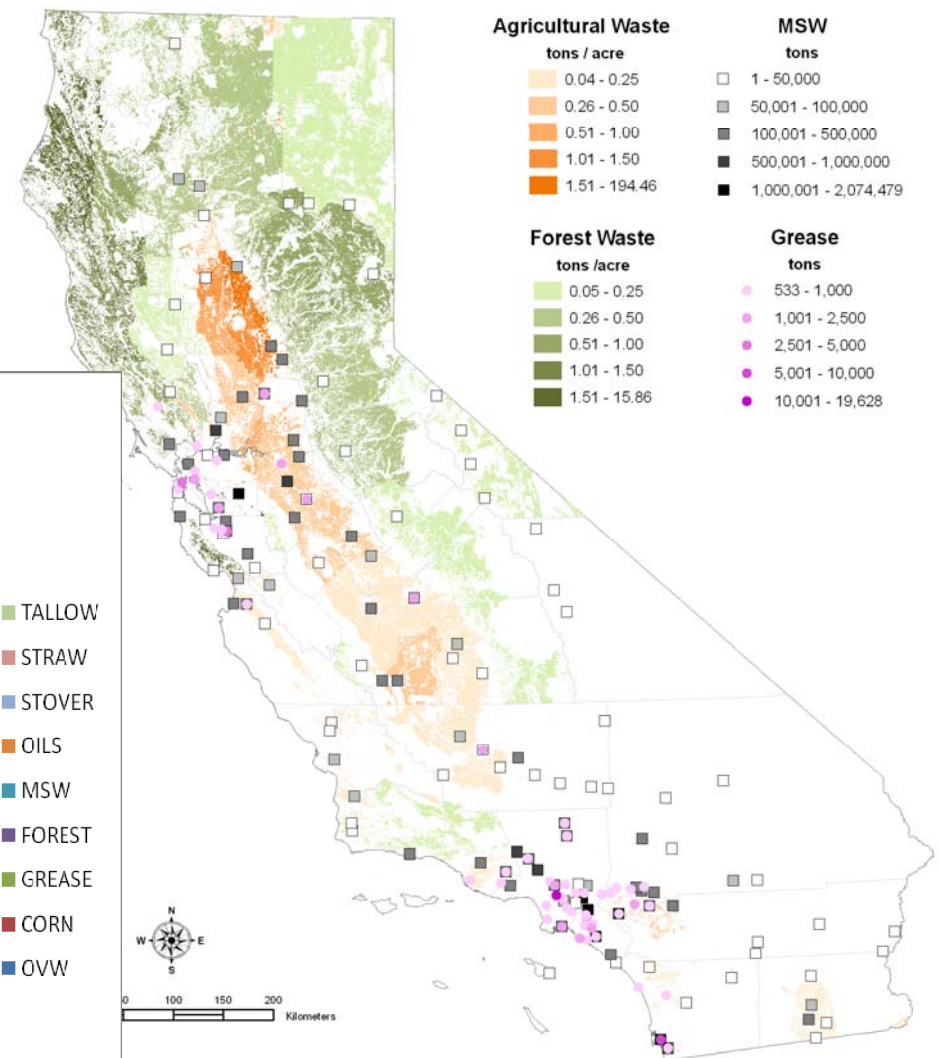 Agricultural Waste
tons / acre
0.04 - 0.25
0.26 - 0.50
0.51 - 1.00
1.01 - 1.50
1.51 - 194.46
MSW
tons
1 - 50,000
50,001 - 100,000
100,001 - 500,000
500,001 - 1,000,000
1,000,001 - 2,074,479
Forest Waste
tons /acre
0.05 - 0.25
0.26 - 0.50
0.51 - 1.00
1.01 - 1.50
1.51 - 15.86
Grease
tons
533 - 1,000
1,001 - 2,500
2,501 - 5,000
5,001 - 10,000
10,001 - 19,628
TALLOW
STRAW
STOVER
OILS
MSW
FOREST
GREASE
CORN
OVW
N
W E
S
0 100 150 200
Kilometers